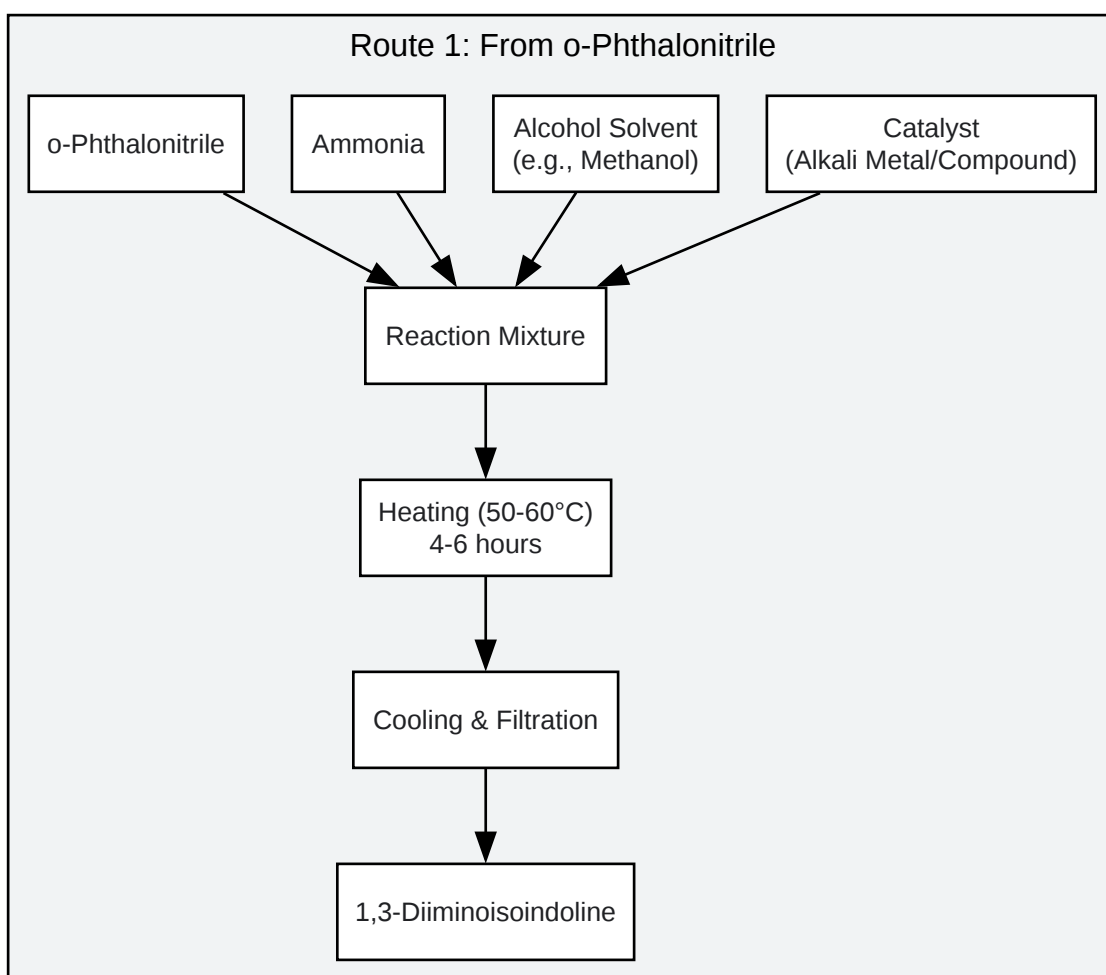 Route 1: From o-Phthalonitrile
o-Phthalonitrile
Ammonia
Alcohol Solvent
(e.g., Methanol)
Catalyst
(Alkali Metal/Compound)
Reaction Mixture
Heating (50-60°C)
4-6 hours
Cooling & Filtration
1,3-Diiminoisoindoline